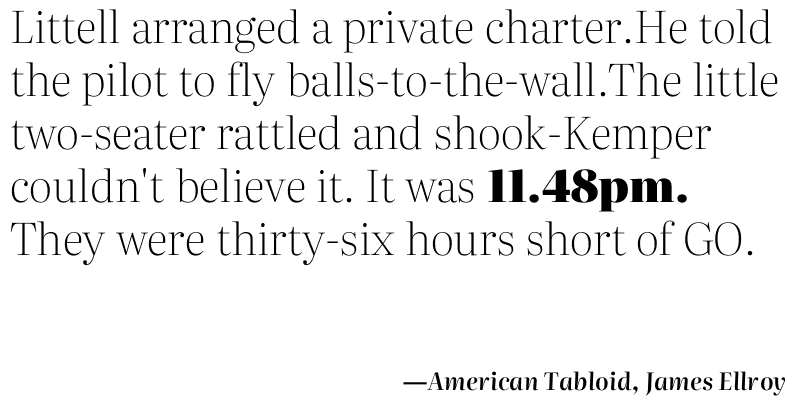 Littell arranged a private charter.He told
the pilot to fly balls-to-the-wall.The little
two-seater rattled and shook-Kemper
couldn't believe it. It was 11.48pm.
They were thirty-six hours short of GO.
—American Tabloid, James Ellroy